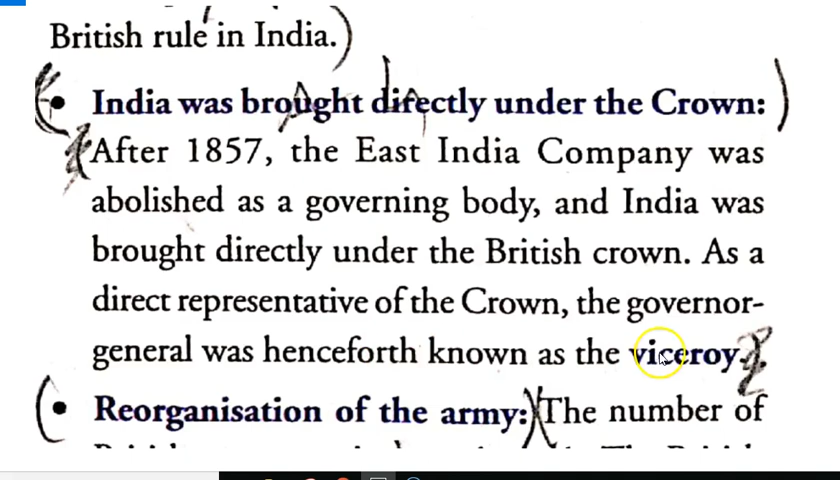 British rule in India.)
(• India was brought directly under the Crown:)
After 1857, the East India Company was
abolished as a governing body, and India was
brought directly under the British crown. As a
direct representative of the Crown, the governor-
general was henceforth known as the viceroy.
(• Reorganisation of the army:)(The number of